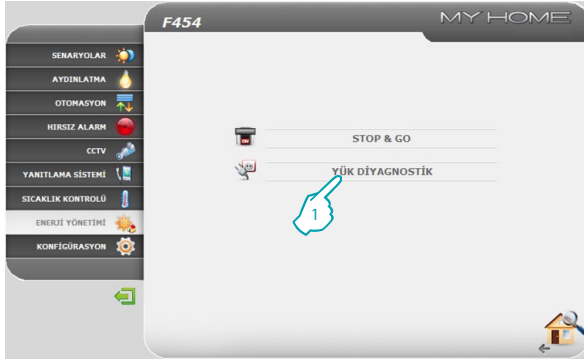 F454
MY HOME
SENARYOLAR
AYDINLATMA
OTOMASYON
HIRSIZ ALARM
CCTV
YANITLAMA SİSTEMİ
SICAKLIK KONTROLÜ
ENERJİ YÖNETİMİ
KONFİGÜRASYON
STOP & GO
YÜK DİYAGNOSTİK
1